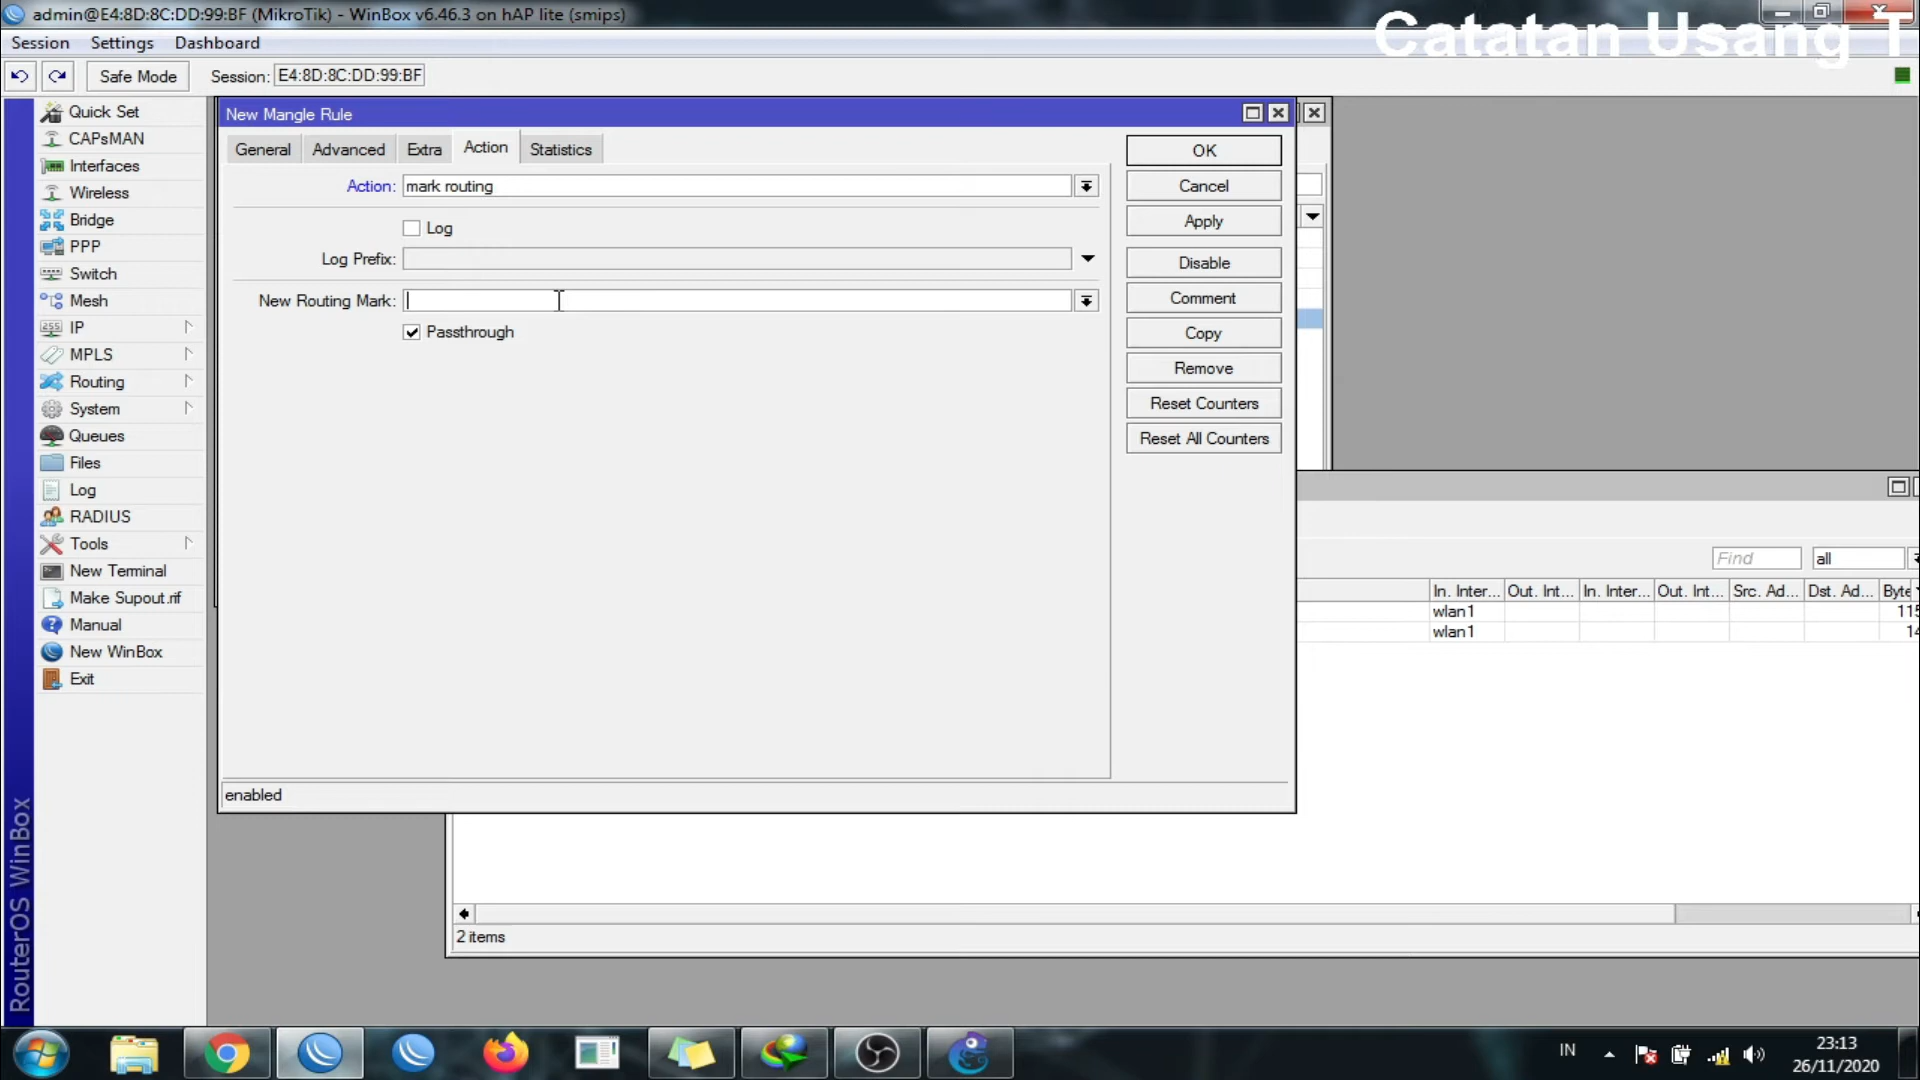 admin@E4:8D:8C:DD:99:BF (MikroTik) - WinBox v6.46.3 on hAP lite (smips)
Catatan Usang T
Session Settings Dashboard
Safe Mode Session: E4:8D:8C:DD:99:BF
Quick Set
CAPsMAN
Interfaces
Wireless
Bridge
PPP
Switch
Mesh
IP
MPLS
Routing
System
Queues
Files
Log
RADIUS
Tools
New Terminal
Make Supout.rif
Manual
New WinBox
Exit
RouterOS WinBox
New Mangle Rule
General Advanced Extra Action Statistics
Action: mark routing
Log
Log Prefix:
New Routing Mark:
Passthrough
OK
Cancel
Apply
Disable
Comment
Copy
Remove
Reset Counters
Reset All Counters
enabled
Find all
In. Inter... Out. Int... In. Inter... Out. Int... Src. Ad... Dst. Ad... Byte
wlan1 115
wlan1 14
2 items
255
IN
23:13
26/11/2020